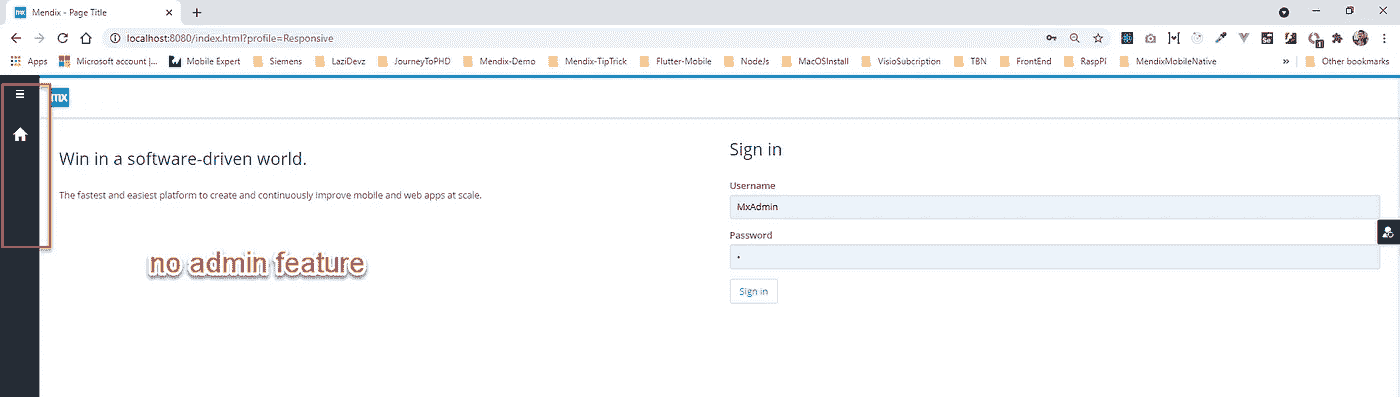 mx Mendix - Page Title
localhost:8080/index.html?profile=Responsive
Apps Microsoft account |... Mobile Expert Siemens LaziDevz JourneyToPHD Mendix-Demo Mendix-TipTrick Flutter-Mobile NodeJs MacOSInstall VisioSubcription TBN FrontEnd RaspPi MendixMobileNative » Other bookmarks
mx
Win in a software-driven world.
The fastest and easiest platform to create and continuously improve mobile and web apps at scale.
no admin feature
Sign in
Username
MxAdmin
Password
•
Sign in